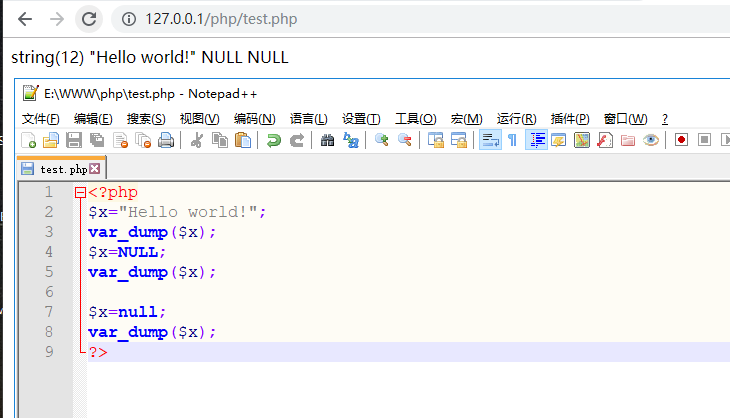 127.0.0.1/php/test.php
string(12) "Hello world!" NULL NULL
E:\WWW\php\test.php - Notepad++
文件(F) 编辑(E) 搜索(S) 视图(V) 编码(N) 语言(L) 设置(T) 工具(O) 宏(M) 运行(R) 插件(P) 窗口(W) ?
test.php
1 <?php
2 $x="Hello world!";
3 var_dump($x);
4 $x=NULL;
5 var_dump($x);
6
7 $x=null;
8 var_dump($x);
9 ?>